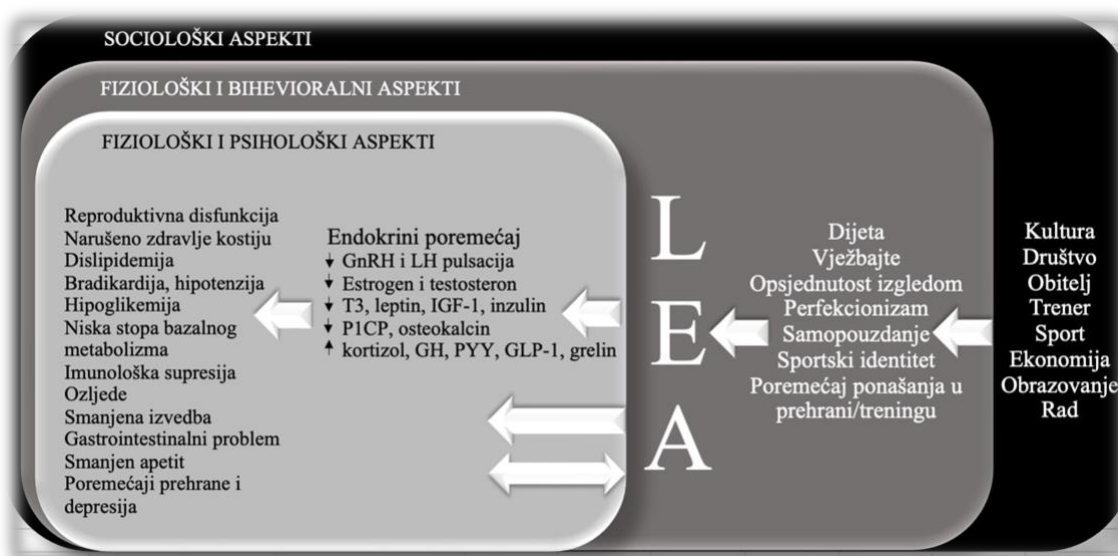 SOCIOLOŠKI ASPEKTI
FIZIOLOŠKI I BIHEVIORALNI ASPEKTI
FIZIOLOŠKI I PSIHOLOŠKI ASPEKTI
Reproduktivna disfunkcija
Narušeno zdravlje kostiju
Dislipidemija
Bradikardija, hipotenzija
Hipoglikemija
Niska stopa bazalnog
metabolizma
Imunološka supresija
Ozljede
Smanjena izvedba
Gastrointestinalni problem
Smanjen apetit
Poremećaji prehrane i
depresija
Endokrini poremećaj
↓ GnRH i LH pulsacija
↓ Estrogen i testosteron
↓ T3, leptin, IGF-1, inzulin
↓ P1CP, osteokalcin
↑ kortizol, GH, PYY, GLP-1, grelin
L
E
A
Dijeta
Vježbajte
Opsjednutost izgledom
Perfekcionizam
Samopouzdanje
Sportski identitet
Poremećaj ponašanja u
prehrani/treningu
Kultura
Društvo
Obitelj
Trener
Sport
Ekonomija
Obrazovanje
Rad